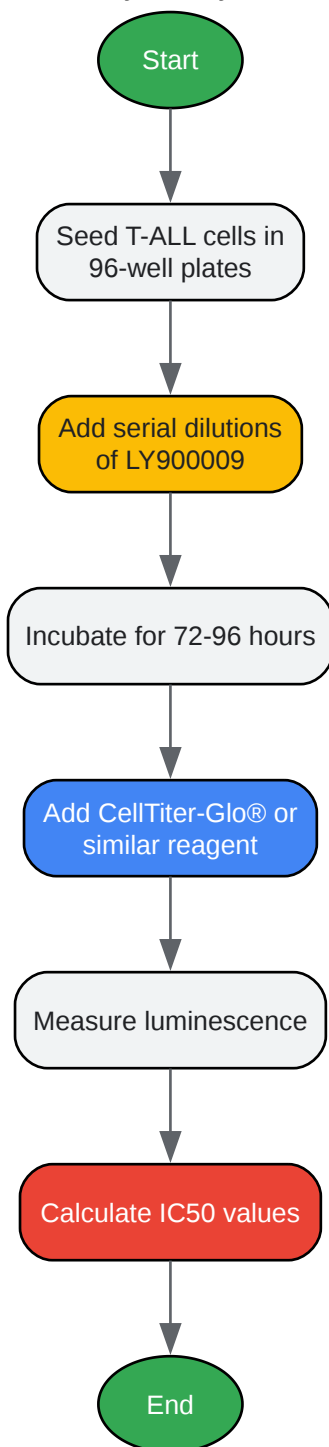 Start
Seed T-ALL cells in
96-well plates
Add serial dilutions
of LY900009
Incubate for 72-96 hours
Add CellTiter-Glo® or
similar reagent
Measure luminescence
Calculate IC50 values
End